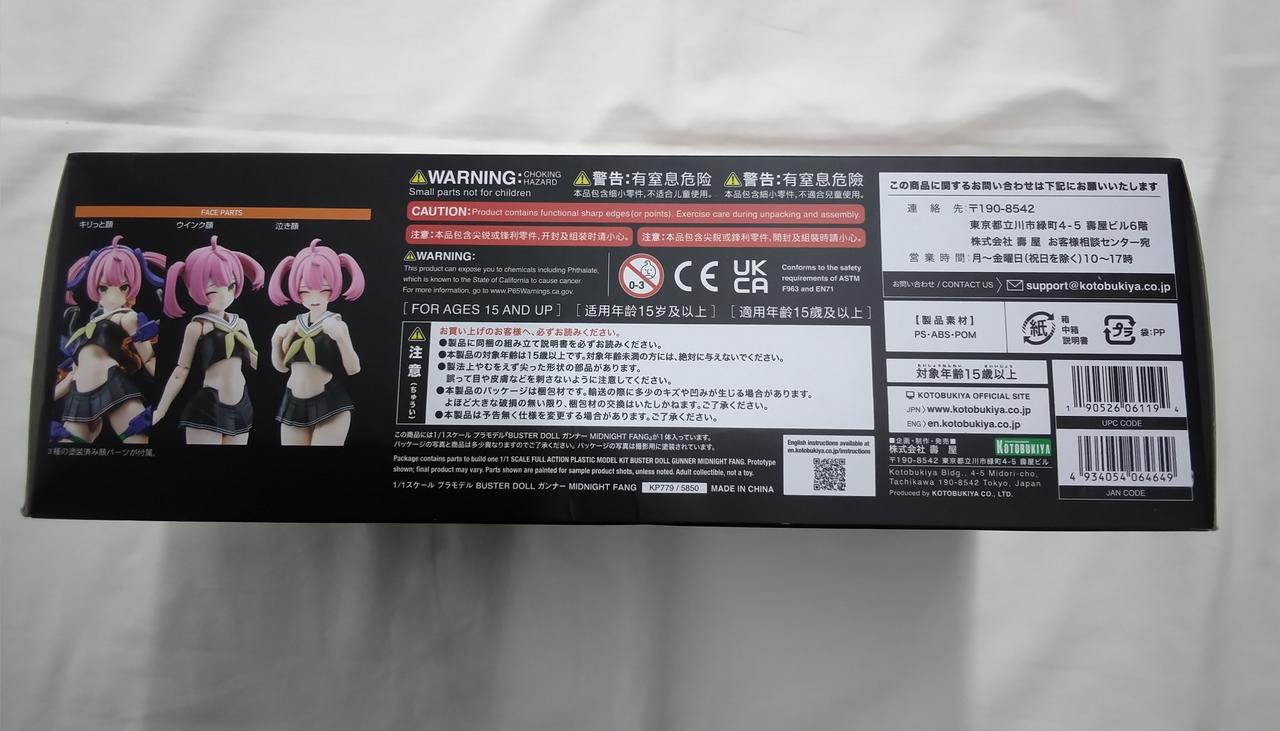 FACE PARTS
キリっと顔
ウインク顔
泣き顔
3種の塗装済み顔パーツが付属。
WARNING: CHOKING HAZARD
Small parts not for children
警告:有窒息危险
本品包含细小零件,不适合儿童使用。
警告:有窒息危險
本品包含細小零件,不適合兒童使用。
CAUTION: Product contains functional sharp edges(or points). Exercise care during unpacking and assembly.
注意:本品包含尖锐或锋利零件,开封及组装时请小心。
注意:本品包含尖銳或鋒利零件,開封及組裝時請小心。
WARNING:
This product can expose you to chemicals including Phthalate,
which is known to the State of California to cause cancer.
For more information, go to www.P65Warnings.ca.gov.
0-3
CE
UK
CA
Conforms to the safety
requirements of ASTM
F963 and EN71
[ FOR AGES 15 AND UP ]
[ 适用年龄15岁及以上 ]
[ 適用年齡15歲及以上 ]
注意(ちゅうい)
お買い上げのお客様へ、必ずお読みください。
●製品に同梱の組み立て説明書を必ずお読みください。
●本製品の対象年齢は15歳以上です。対象年齢未満の方には、絶対に与えないでください。
●製法上やむをえず尖った形状の部品があります。
誤って目や皮膚などを刺さないように注意してください。
●本製品のパッケージは梱包材です。輸送の際に多少のキズや凹みが生じる場合があります。
よほど大きな破損の無い限り、梱包材の交換はいたしかねます。ご了承ください。
●本製品は予告無く仕様を変更する場合があります。ご了承ください。
この商品には1/1スケール プラモデル『BUSTER DOLL ガンナー MIDNIGHT FANG』が1体入っています。
パッケージの写真と商品は多少異なりますのでご了承ください。パッケージの写真は撮影用に塗装されています。
Package contains parts to build one 1/1 SCALE FULL ACTION PLASTIC MODEL KIT BUSTER DOLL GUNNER MIDNIGHT FANG. Prototype
shown; final product may vary. Parts shown are painted for sample product shots, unless noted. Adult collectible, not a toy.
1/1スケール プラモデル BUSTER DOLL ガンナー MIDNIGHT FANG KP779 / 5850 MADE IN CHINA
English instructions available at
en.kotobukiya.co.jp/instructions
この商品に関するお問い合わせは下記にお願いいたします
連絡先:〒190-8542
東京都立川市緑町4-5 壽屋ビル6階
株式会社 壽屋 お客様相談センター宛
営業時間:月～金曜日(祝日を除く)10～17時
お問い合わせ / CONTACT US
support@kotobukiya.co.jp
【製品素材】
PS・ABS・POM
紙
箱
中箱
説明書
プラ
袋:PP
対象年齢15歳以上
KOTOBUKIYA OFFICIAL SITE
JPN〉www.kotobukiya.co.jp
ENG〉en.kotobukiya.co.jp
■企画・制作・発売■
株式会社 壽屋
KOTOBUKIYA
〒190-8542 東京都立川市緑町4-5 壽屋ビル
Kotobukiya Bldg., 4-5 Midori-cho,
Tachikawa 190-8542 Tokyo, Japan
Produced by KOTOBUKIYA CO., LTD.
1 90526 06119 4
UPC CODE
4 934054 064649
JAN CODE